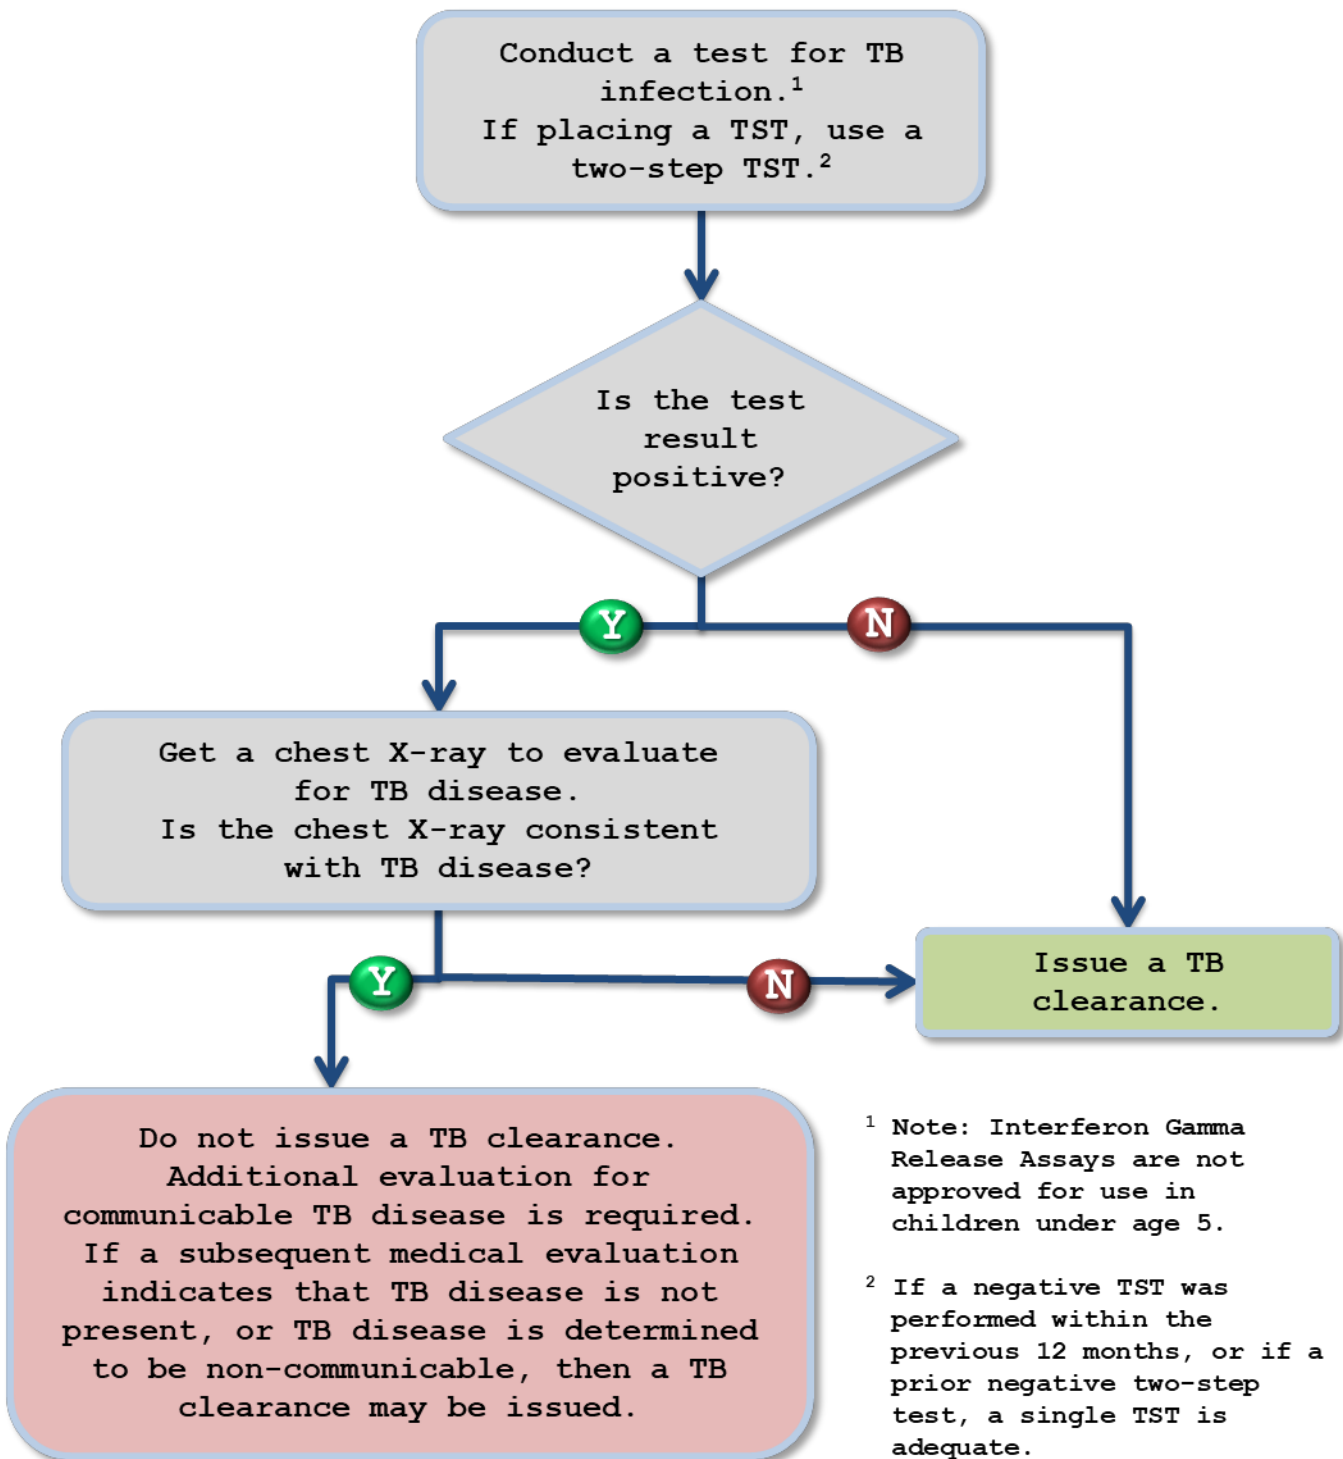 Conduct a test for TB
infection.¹
If placing a TST, use a
two-step TST.²
Is the test
result
positive?
Y
N
Get a chest X-ray to evaluate
for TB disease.
Is the chest X-ray consistent
with TB disease?
Y
N
Issue a TB
clearance.
Do not issue a TB clearance.
Additional evaluation for
communicable TB disease is required.
If a subsequent medical evaluation
indicates that TB disease is not
present, or TB disease is determined
to be non-communicable, then a TB
clearance may be issued.
¹ Note: Interferon Gamma
Release Assays are not
approved for use in
children under age 5.
² If a negative TST was
performed within the
previous 12 months, or if a
prior negative two-step
test, a single TST is
adequate.